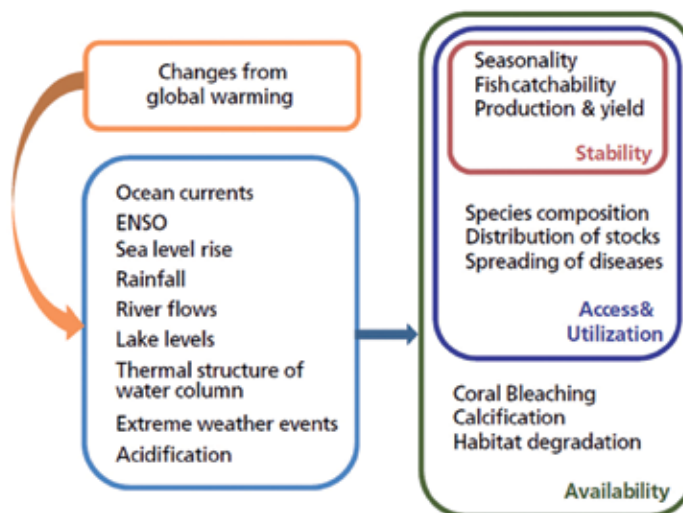 Changes from
global warming
Ocean currents
ENSO
Sea level rise
Rainfall
River flows
Lake levels
Thermal structure of
water column
Extreme weather events
Acidification
Seasonality
Fish catchability
Production & yield
Stability
Species composition
Distribution of stocks
Spreading of diseases
Access&
Utilization
Coral Bleaching
Calcification
Habitat degradation
Availability